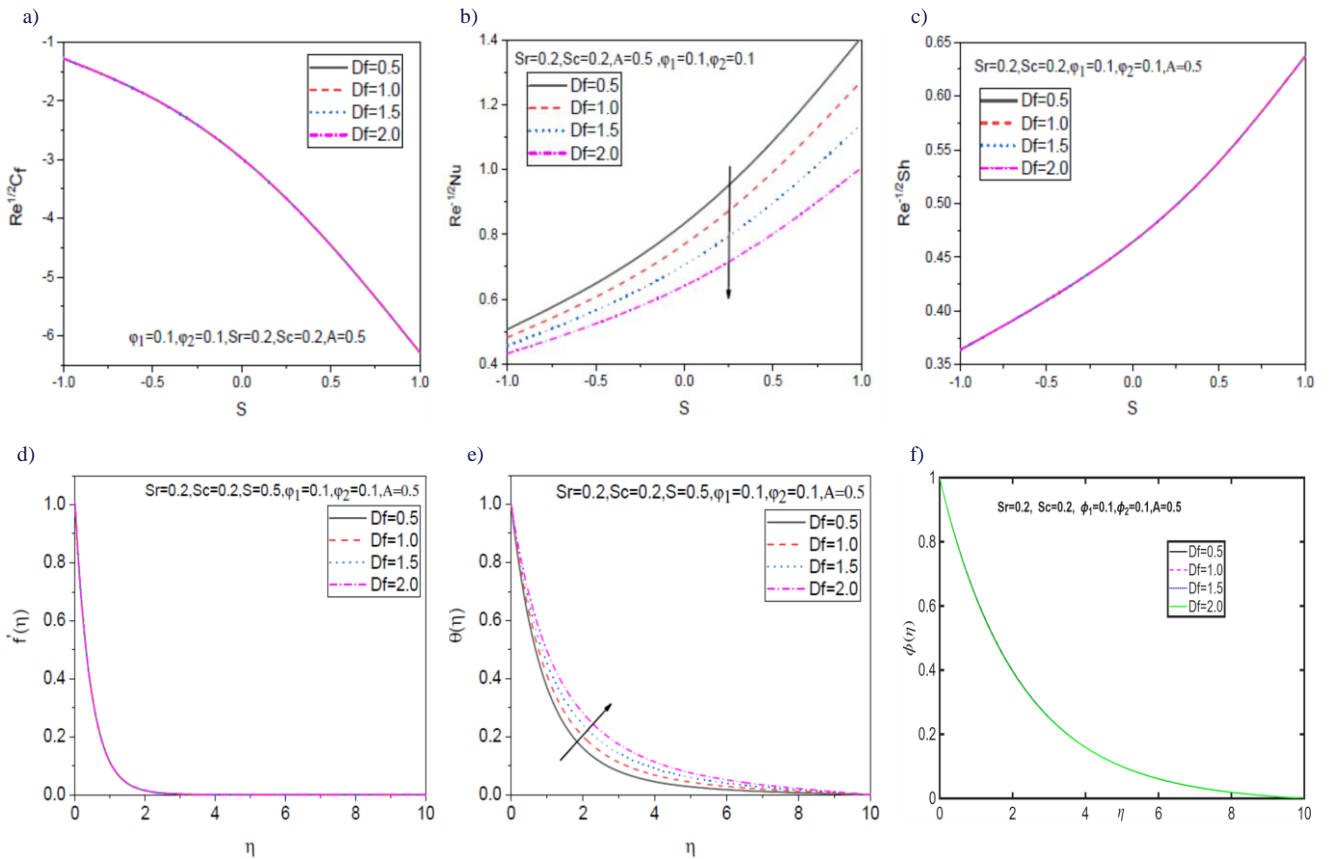 a)
-1
-2
-3
-4
-5
-6
Re^1/2Cf
Df=0.5
Df=1.0
Df=1.5
Df=2.0
φ1=0.1,φ2=0.1,Sr=0.2,Sc=0.2,A=0.5
-1.0 -0.5 0.0 0.5 1.0
S
b)
1.4
1.2
1.0
0.8
0.6
0.4
Re^-1/2Nu
Sr=0.2,Sc=0.2,A=0.5 ,φ1=0.1,φ2=0.1
Df=0.5
Df=1.0
Df=1.5
Df=2.0
-1.0 -0.5 0.0 0.5 1.0
S
c)
0.65
0.60
0.55
0.50
0.45
0.40
0.35
Re^-1/2Sh
Sr=0.2,Sc=0.2,φ1=0.1,φ2=0.1,A=0.5
Df=0.5
Df=1.0
Df=1.5
Df=2.0
-1.0 -0.5 0.0 0.5 1.0
S
d)
1.0
0.8
0.6
0.4
0.2
0.0
f'(η)
Sr=0.2,Sc=0.2,S=0.5,φ1=0.1,φ2=0.1,A=0.5
Df=0.5
Df=1.0
Df=1.5
Df=2.0
0 2 4 6 8 10
η
e)
1.0
0.8
0.6
0.4
0.2
0.0
θ(η)
Sr=0.2,Sc=0.2,S=0.5,φ1=0.1,φ2=0.1,A=0.5
Df=0.5
Df=1.0
Df=1.5
Df=2.0
0 2 4 6 8 10
η
f)
1
0.8
0.6
0.4
0.2
0
ϕ(η)
Sr=0.2, Sc=0.2, ϕ1=0.1,ϕ2=0.1,A=0.5
Df=0.5
Df=1.0
Df=1.5
Df=2.0
0 2 4 6 8 10
η